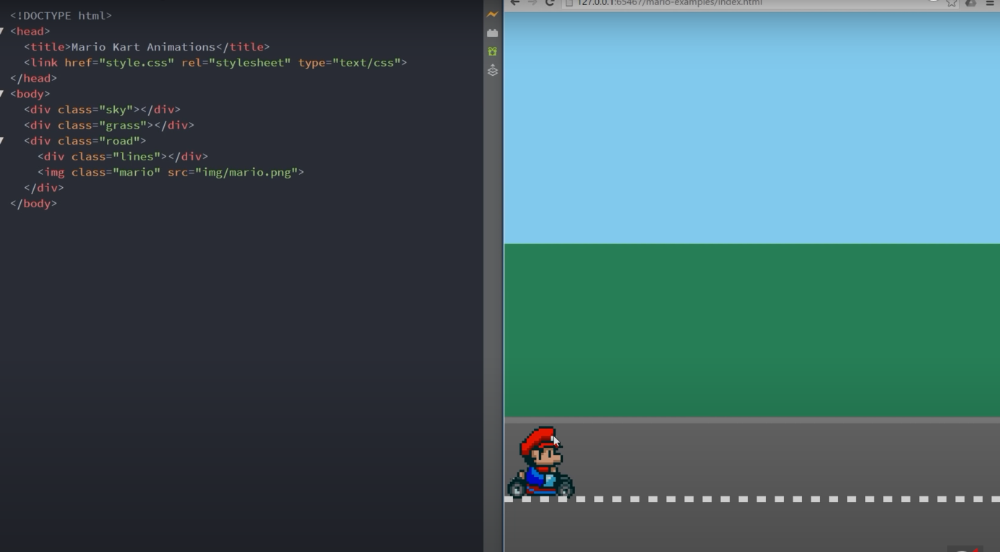 <!DOCTYPE html>
<head>
<title>Mario Kart Animations</title>
<link href="style.css" rel="stylesheet" type="text/css">
</head>
<body>
<div class="sky"></div>
<div class="grass"></div>
<div class="road">
<div class="lines"></div>
<img class="mario" src="img/mario.png">
</div>
</body>
127.0.0.1:65467/mario-examples/index.html